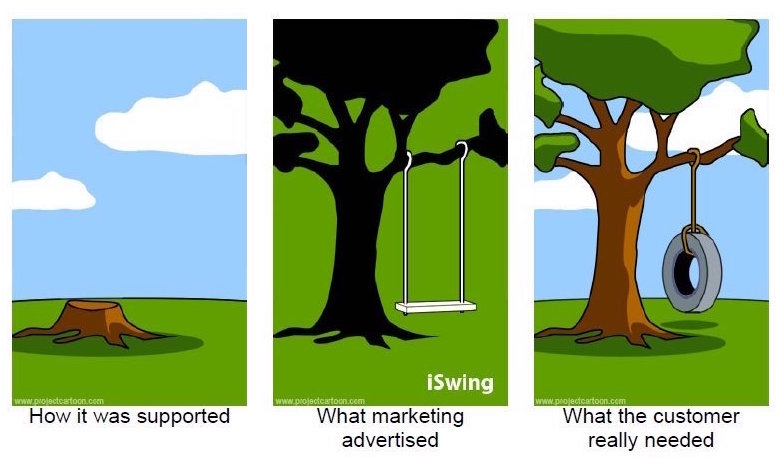 iSwing
www.projectcartoon.com
www.projectcartoon.com
www.projectcartoon.com
How it was supported
What marketing
advertised
What the customer
really needed